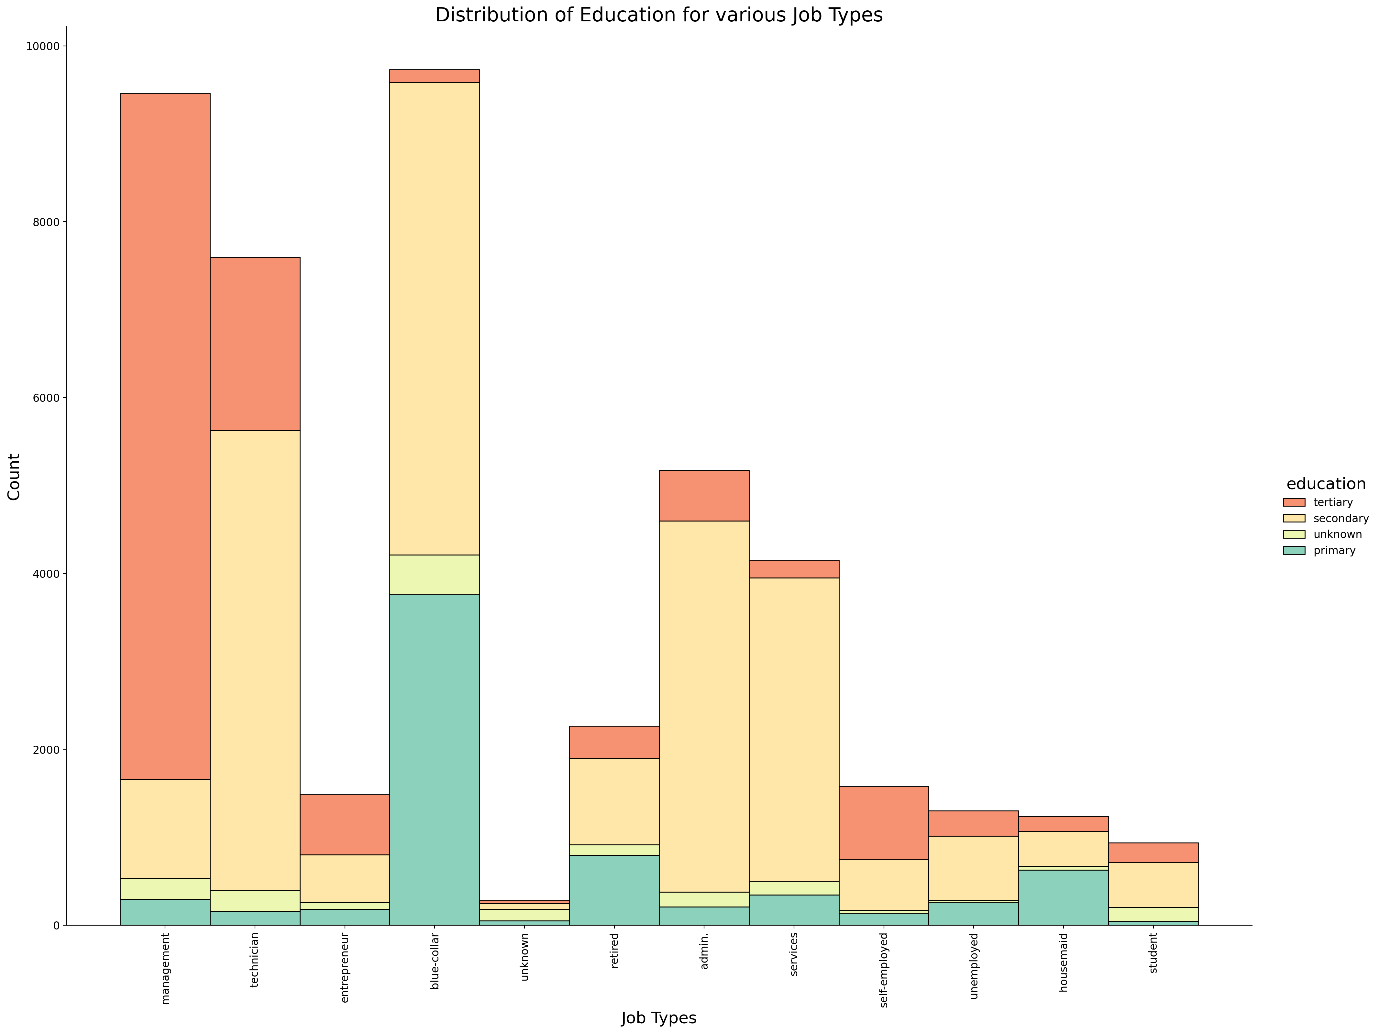 Distribution of Education for various Job Types
10000
8000
6000
4000
2000
0
Count
management
technician
entrepreneur
blue-collar
unknown
retired
admin.
services
self-employed
unemployed
housemaid
student
Job Types
education
tertiary
secondary
unknown
primary